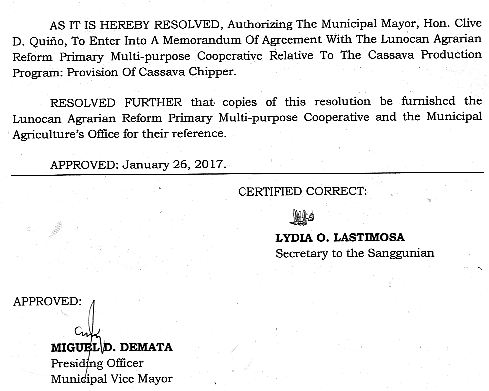 AS IT IS HEREBY RESOLVED, Authorizing The Municipal Mayor, Hon. Clive
D. Quiño, To Enter Into A Memorandum Of Agreement With The Lunocan Agrarian
Reform Primary Multi-purpose Cooperative Relative To The Cassava Production
Program: Provision Of Cassava Chipper.
RESOLVED FURTHER that copies of this resolution be furnished the
Lunocan Agrarian Reform Primary Multi-purpose Cooperative and the Municipal
Agriculture's Office for their reference.
APPROVED: January 26, 2017.
CERTIFIED CORRECT:
LYDIA O. LASTIMOSA
Secretary to the Sanggunian
APPROVED:
MIGUEL D. DEMATA
Presiding Officer
Municipal Vice Mayor